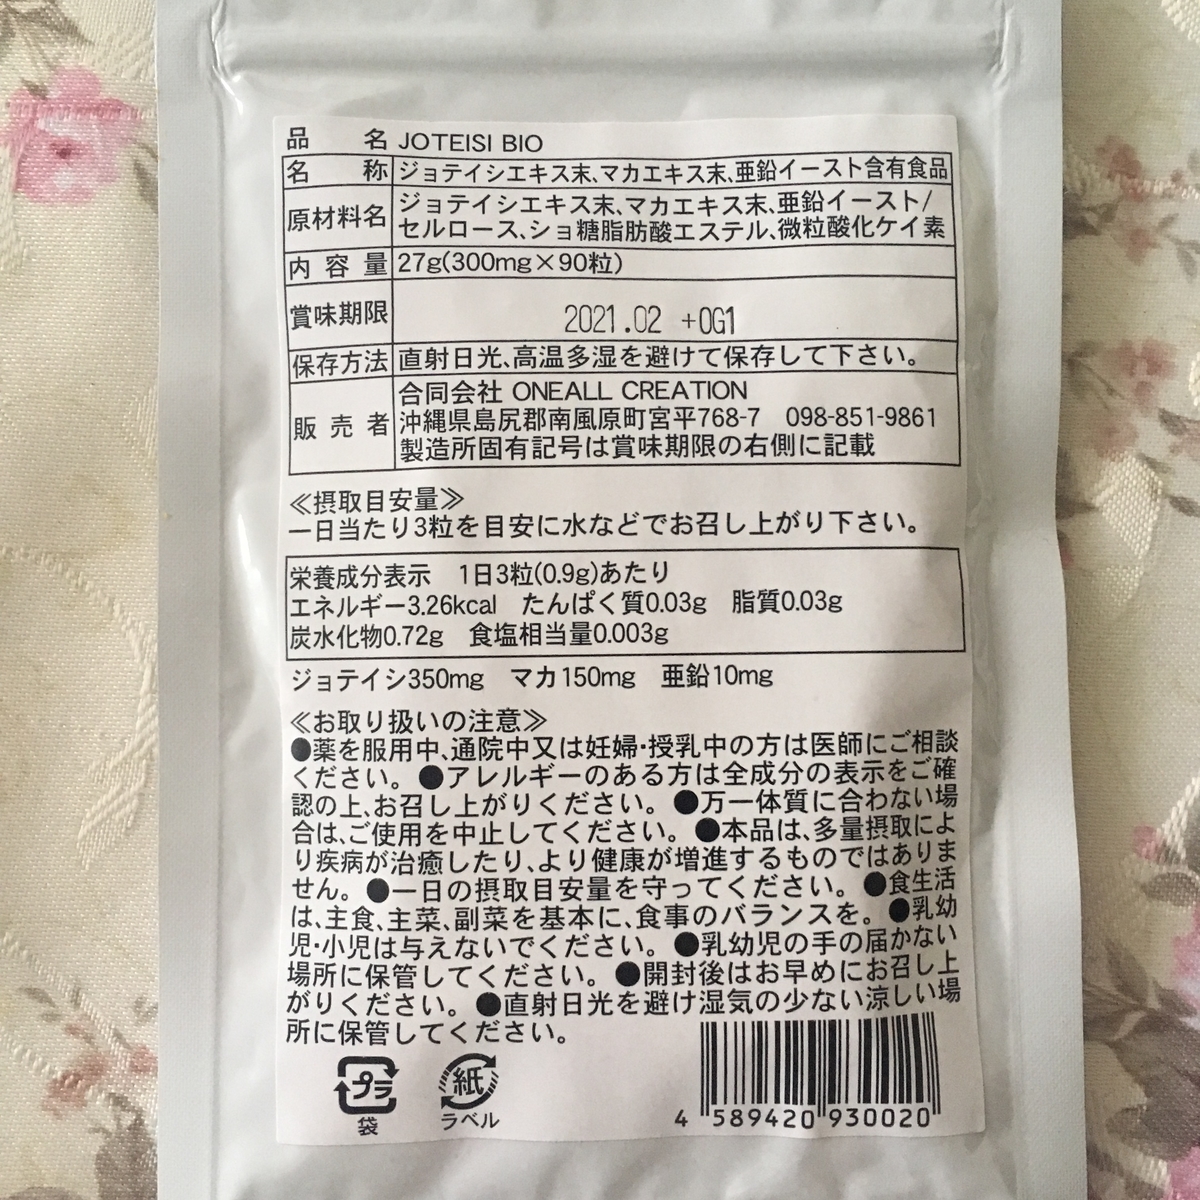 品名 JOTEISI BIO
名称 ジョテイシエキス末、マカエキス末、亜鉛イースト含有食品
原材料名 ジョテイシエキス末、マカエキス末、亜鉛イースト/
セルロース、ショ糖脂肪酸エステル、微粒酸化ケイ素
内容量 27g(300mg×90粒)
賞味期限 2021.02 +OG1
保存方法 直射日光、高温多湿を避けて保存して下さい。
販売者 合同会社 ONEALL CREATION
沖縄県島尻郡南風原町宮平768-7 098-851-9861
製造所固有記号は賞味期限の右側に記載
≪摂取目安量≫
一日当たり3粒を目安に水などでお召し上がり下さい。
栄養成分表示 1日3粒(0.9g)あたり
エネルギー3.26kcal たんぱく質0.03g 脂質0.03g
炭水化物0.72g 食塩相当量0.003g
ジョテイシ350mg マカ150mg 亜鉛10mg
≪お取り扱いの注意≫
●薬を服用中、通院中又は妊婦・授乳中の方は医師にご相談
ください。●アレルギーのある方は全成分の表示をご確
認の上、お召し上がりください。●万一体質に合わない場
合は、ご使用を中止してください。●本品は、多量摂取によ
り疾病が治癒したり、より健康が増進するものではありま
せん。●一日の摂取目安量を守ってください。●食生活
は、主食、主菜、副菜を基本に、食事のバランスを。●乳幼
児・小児は与えないでください。●乳幼児の手の届かない
場所に保管してください。●開封後はお早めにお召し上
がりください。●直射日光を避け湿気の少ない涼しい場
所に保管してください。
プラ
袋
紙
ラベル
4 589420 930020